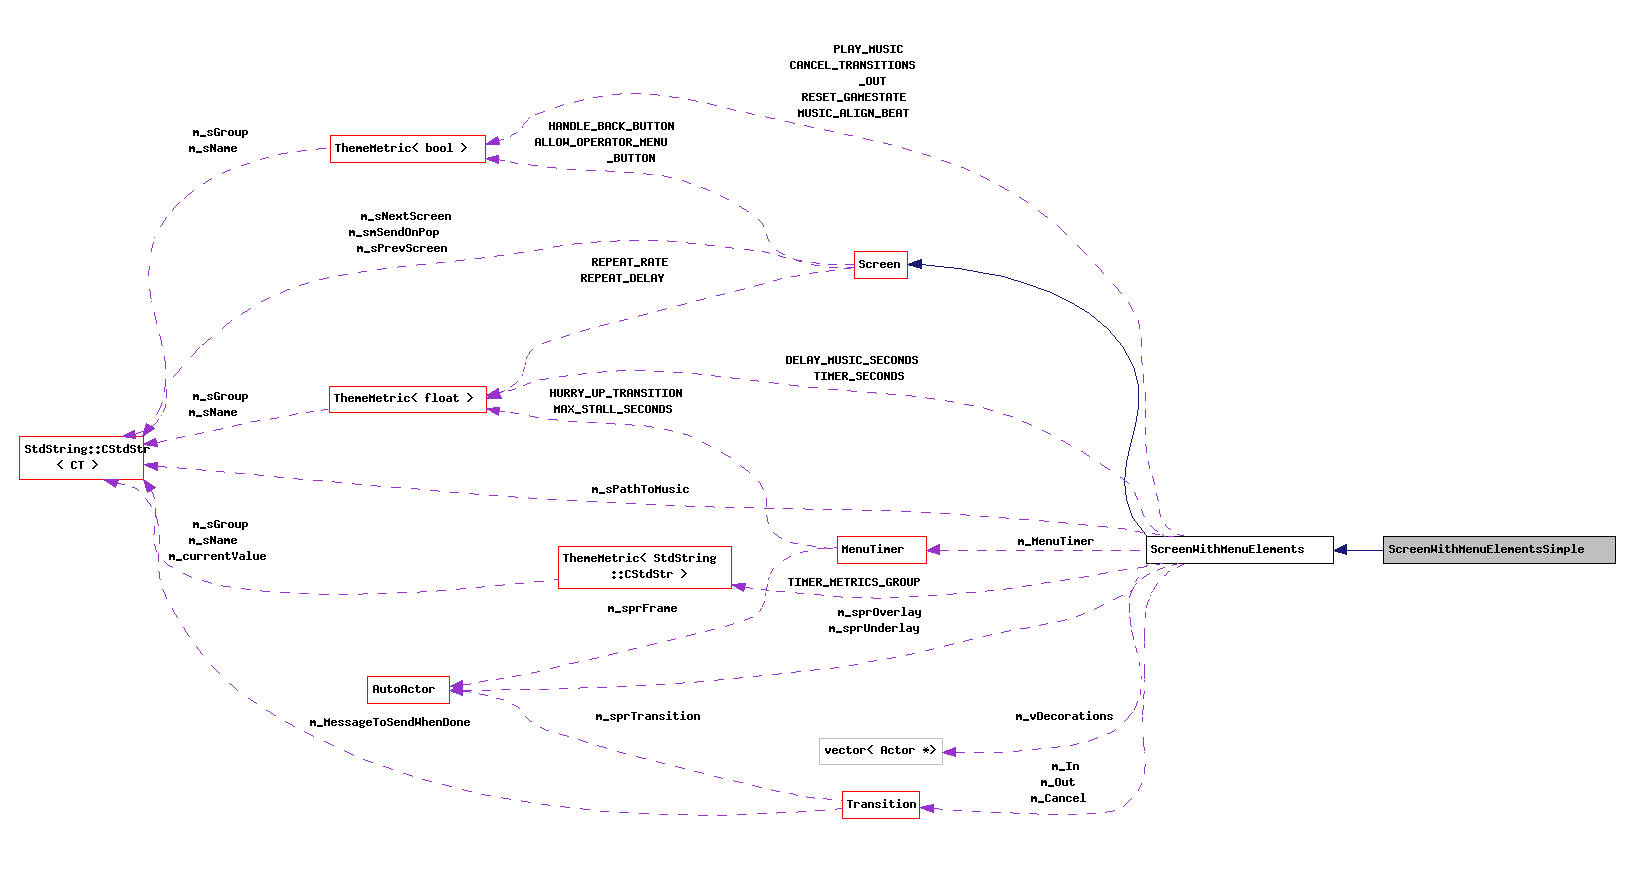 PLAY_MUSIC
CANCEL_TRANSITIONS
_OUT
RESET_GAMESTATE
MUSIC_ALIGN_BEAT
HANDLE_BACK_BUTTON
ALLOW_OPERATOR_MENU
_BUTTON
m_sGroup
m_sName
ThemeMetric< bool >
m_sNextScreen
m_smSendOnPop
m_sPrevScreen
REPEAT_RATE
REPEAT_DELAY
Screen
DELAY_MUSIC_SECONDS
TIMER_SECONDS
HURRY_UP_TRANSITION
MAX_STALL_SECONDS
ThemeMetric< float >
m_sGroup
m_sName
StdString::CStdStr
< CT >
m_sPathToMusic
m_sGroup
m_sName
m_currentValue
ThemeMetric< StdString
::CStdStr >
MenuTimer
m_MenuTimer
ScreenWithMenuElements
ScreenWithMenuElementsSimple
TIMER_METRICS_GROUP
m_sprFrame
m_sprOverlay
m_sprUnderlay
AutoActor
m_MessageToSendWhenDone
m_sprTransition
m_vDecorations
vector< Actor *>
m_In
m_Out
m_Cancel
Transition